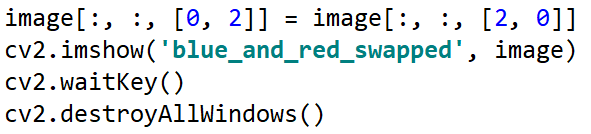 image[:, :, [0, 2]] = image[:, :, [2, 0]]
cv2.imshow('blue_and_red_swapped', image)
cv2.waitKey()
cv2.destroyAllWindows()